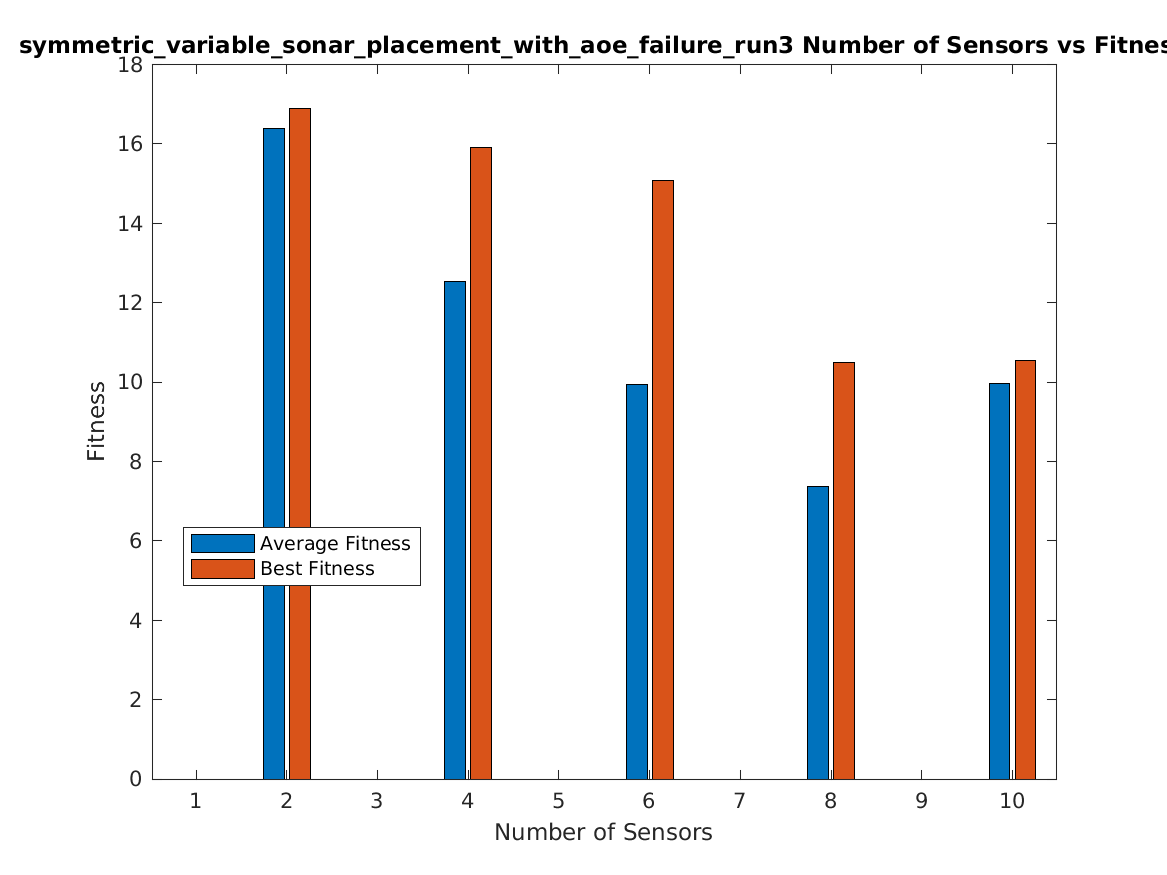 symmetric_variable_sonar_placement_with_aoe_failure_run3 Number of Sensors vs Fitnes
18
16
14
12
10
8
6
4
2
0
Fitness
Average Fitness
Best Fitness
1 2 3 4 5 6 7 8 9 10
Number of Sensors